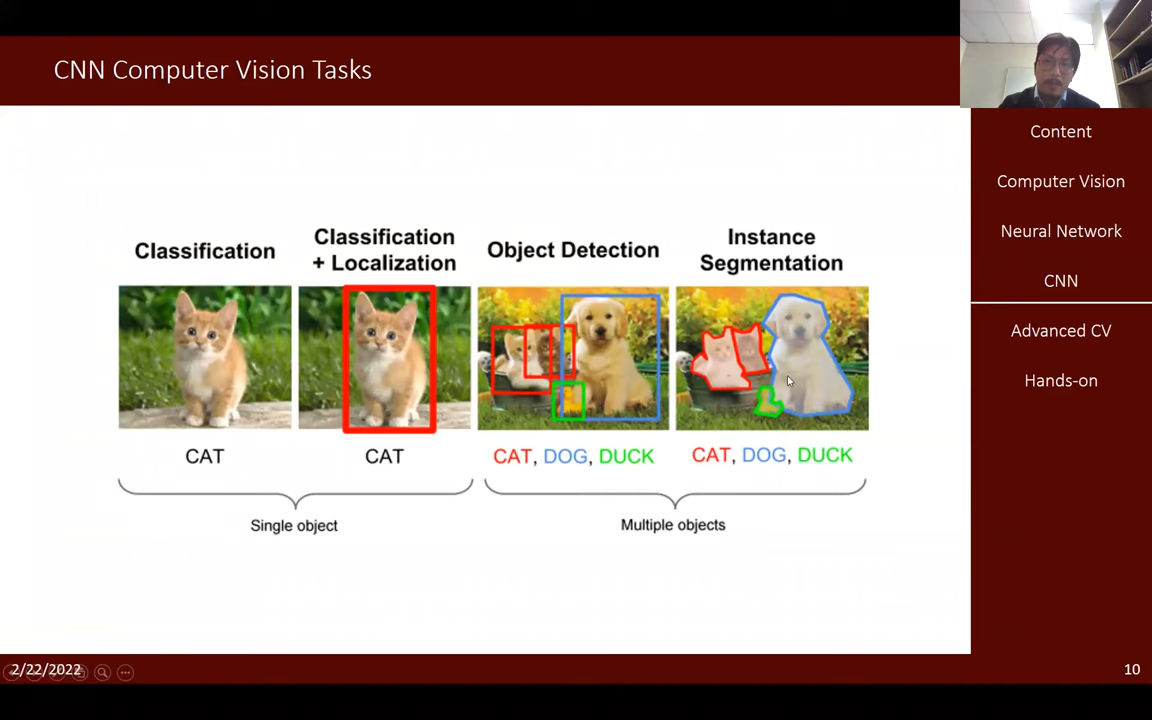 CNN Computer Vision Tasks
Content
Computer Vision
Neural Network
CNN
Advanced CV
Hands-on
Classification
Classification
+ Localization
Object Detection
Instance
Segmentation
CAT
CAT
CAT, DOG, DUCK
CAT, DOG, DUCK
Single object
Multiple objects
2/22/2022
10